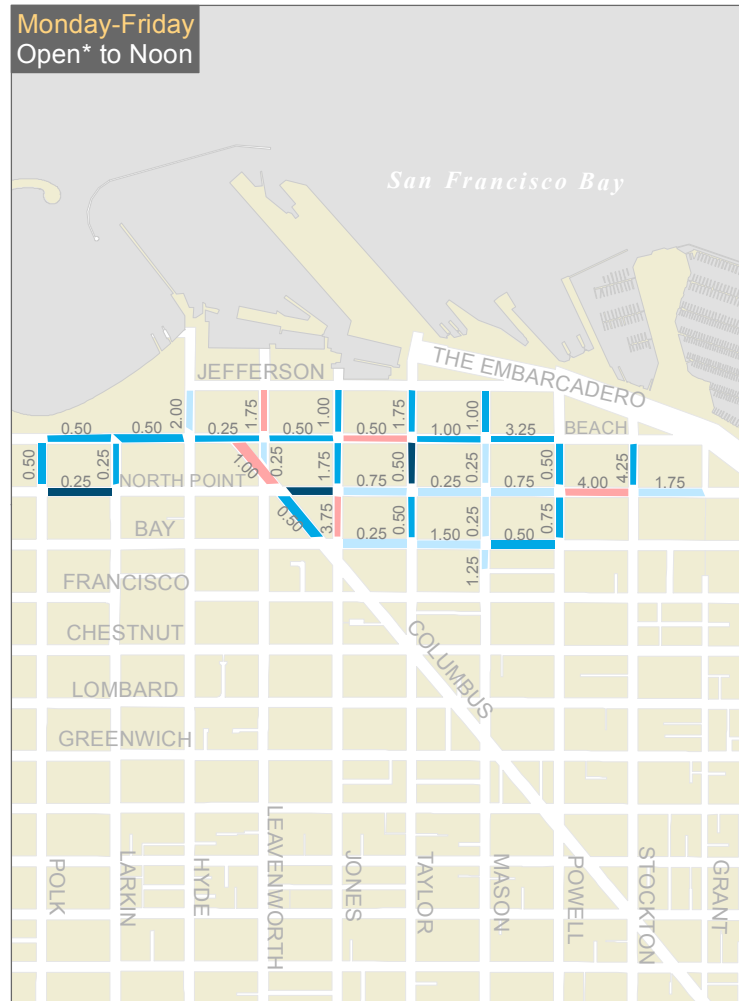 Monday-Friday
Open* to Noon
San Francisco Bay
THE EMBARCADERO
JEFFERSON
2.00
1.75
1.00
1.75
1.00
BEACH
0.50
0.50
0.25
0.50
0.50
1.00
3.25
0.50
0.25
1.00
0.25
1.75
0.50
0.25
0.50
4.25
NORTH POINT
0.25
0.75
0.25
0.75
4.00
1.75
0.50
3.75
0.50
0.25
0.75
BAY
0.25
1.50
0.50
1.25
FRANCISCO
CHESTNUT
COLUMBUS
LOMBARD
GREENWICH
POLK
LARKIN
HYDE
LEAVENWORTH
JONES
TAYLOR
MASON
POWELL
STOCKTON
GRANT